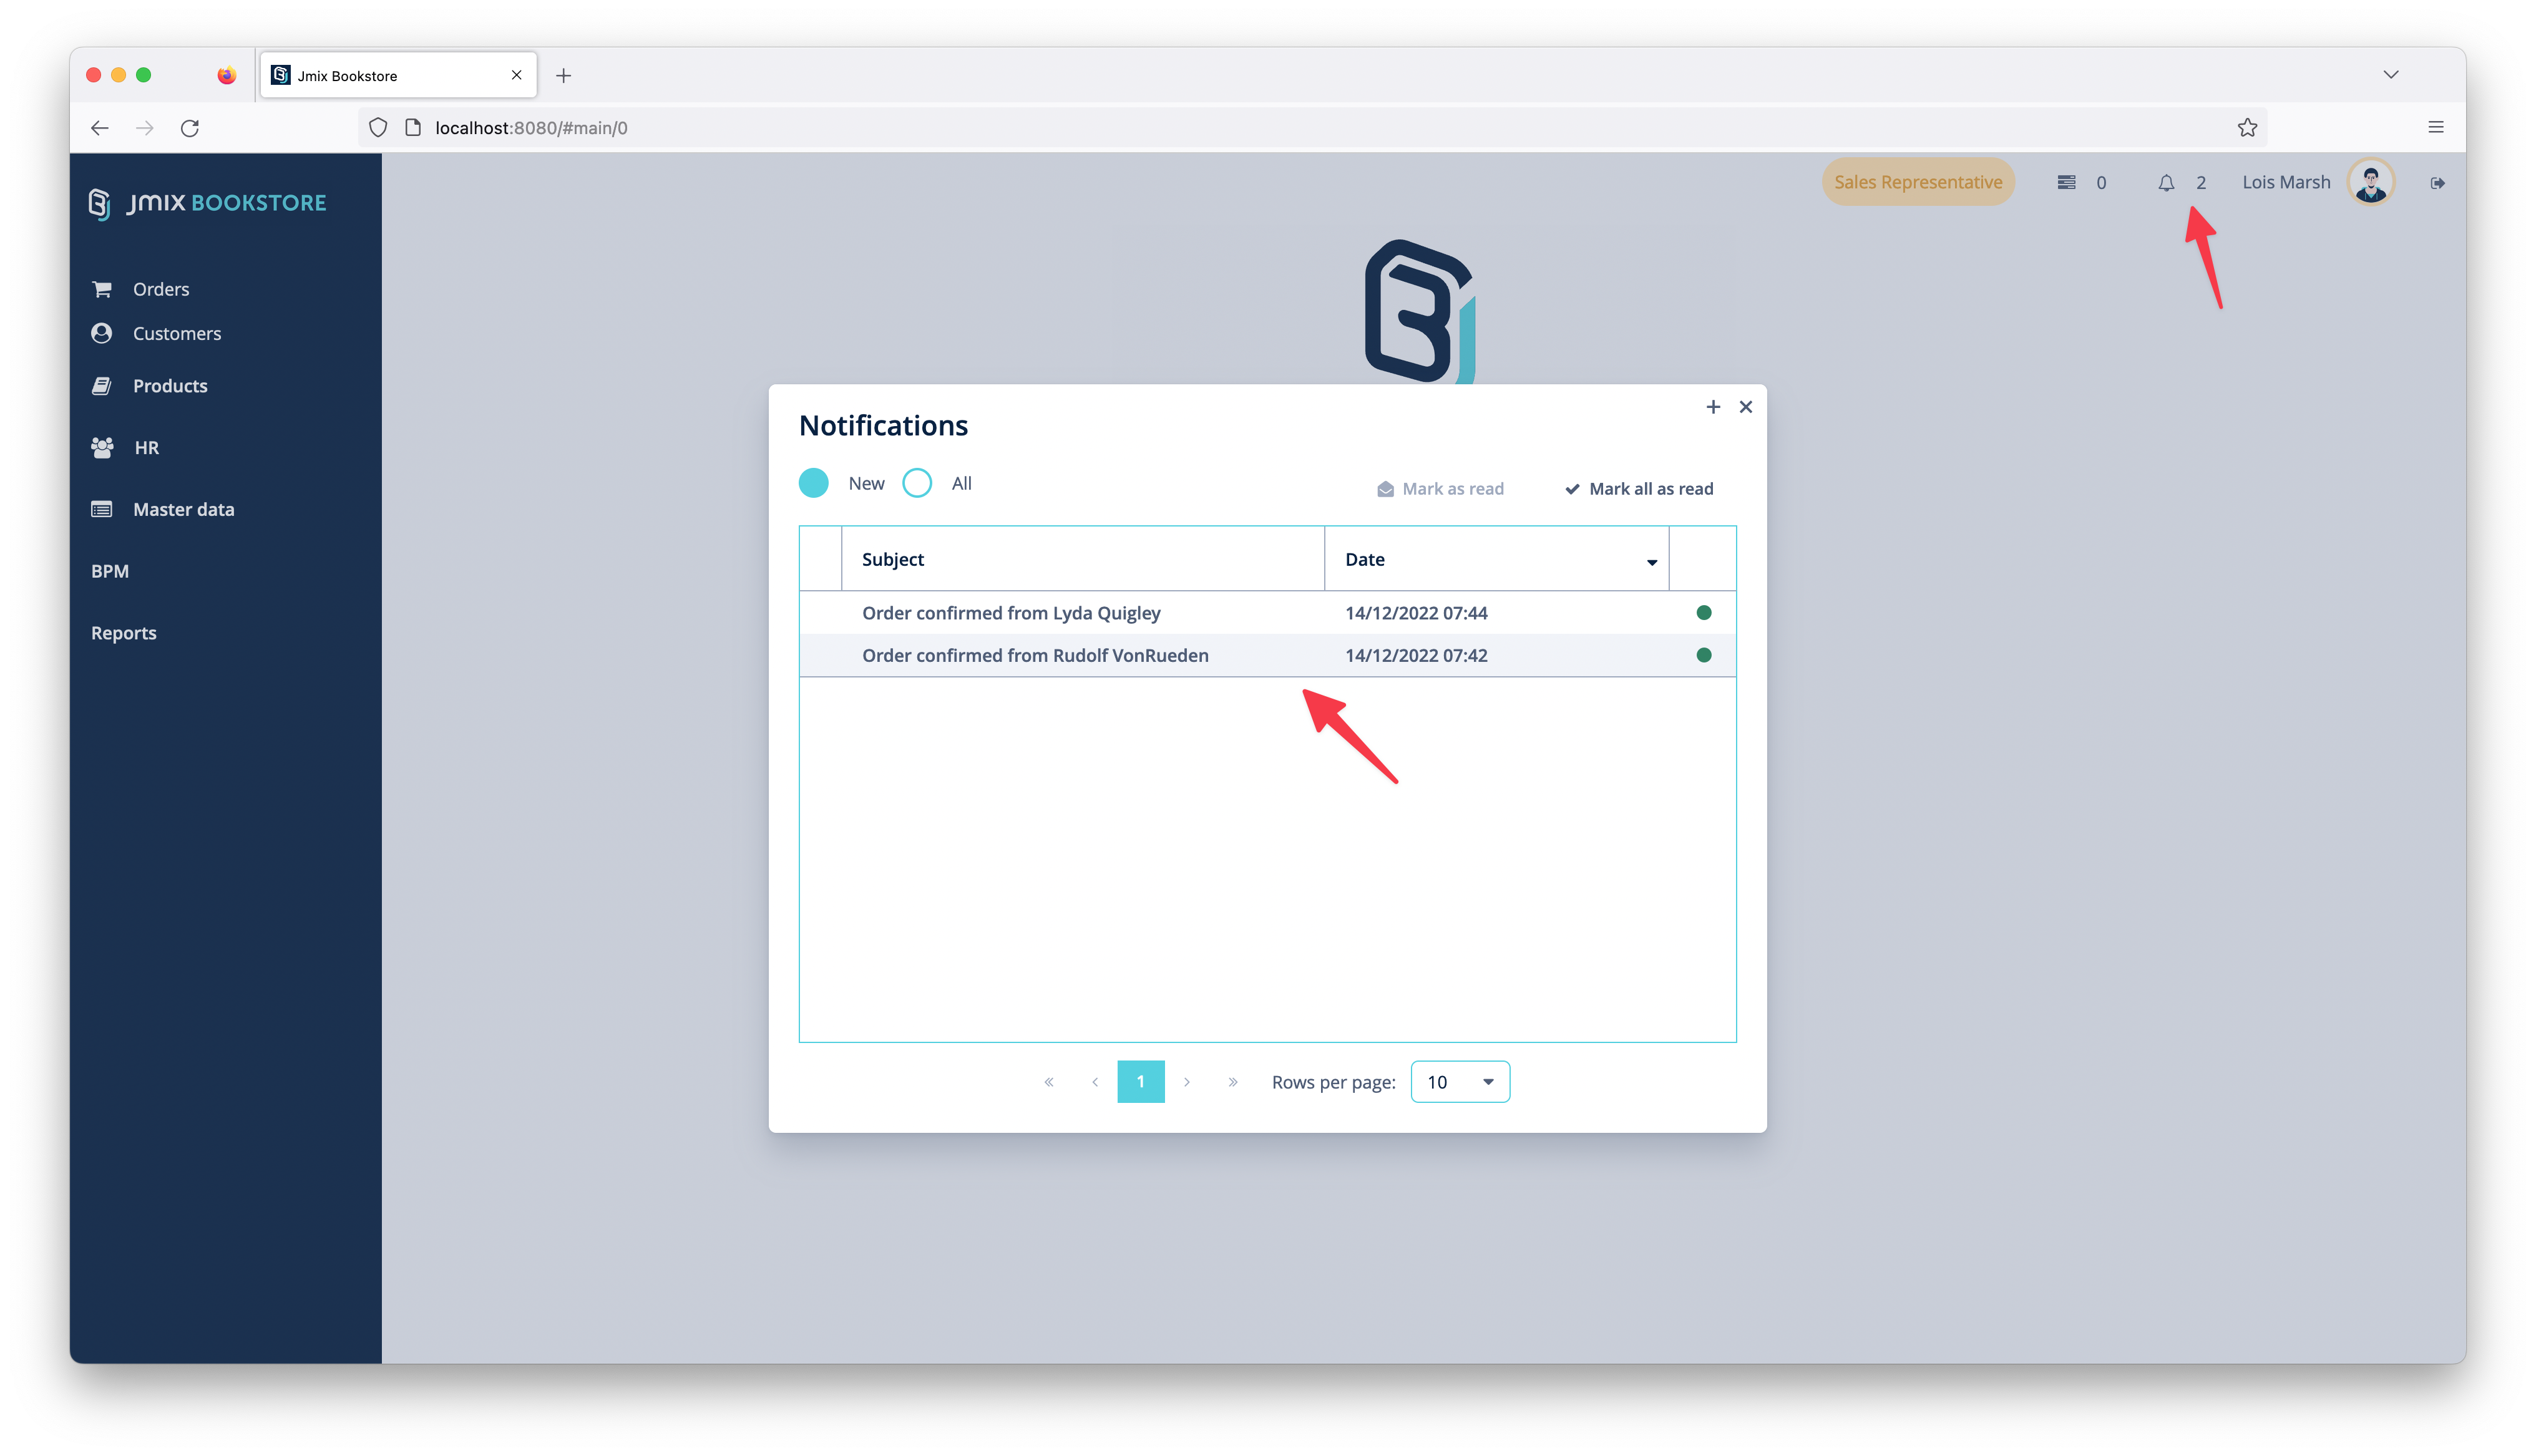 Jmix Bookstore
localhost:8080/#main/0
JMIX BOOKSTORE
Sales Representative 0 2 Lois Marsh
Orders
Customers
Products
HR
Master data
BPM
Reports
Notifications
New All
Mark as read Mark all as read
Subject Date
Order confirmed from Lyda Quigley 14/12/2022 07:44
Order confirmed from Rudolf VonRueden 14/12/2022 07:42
1 Rows per page: 10